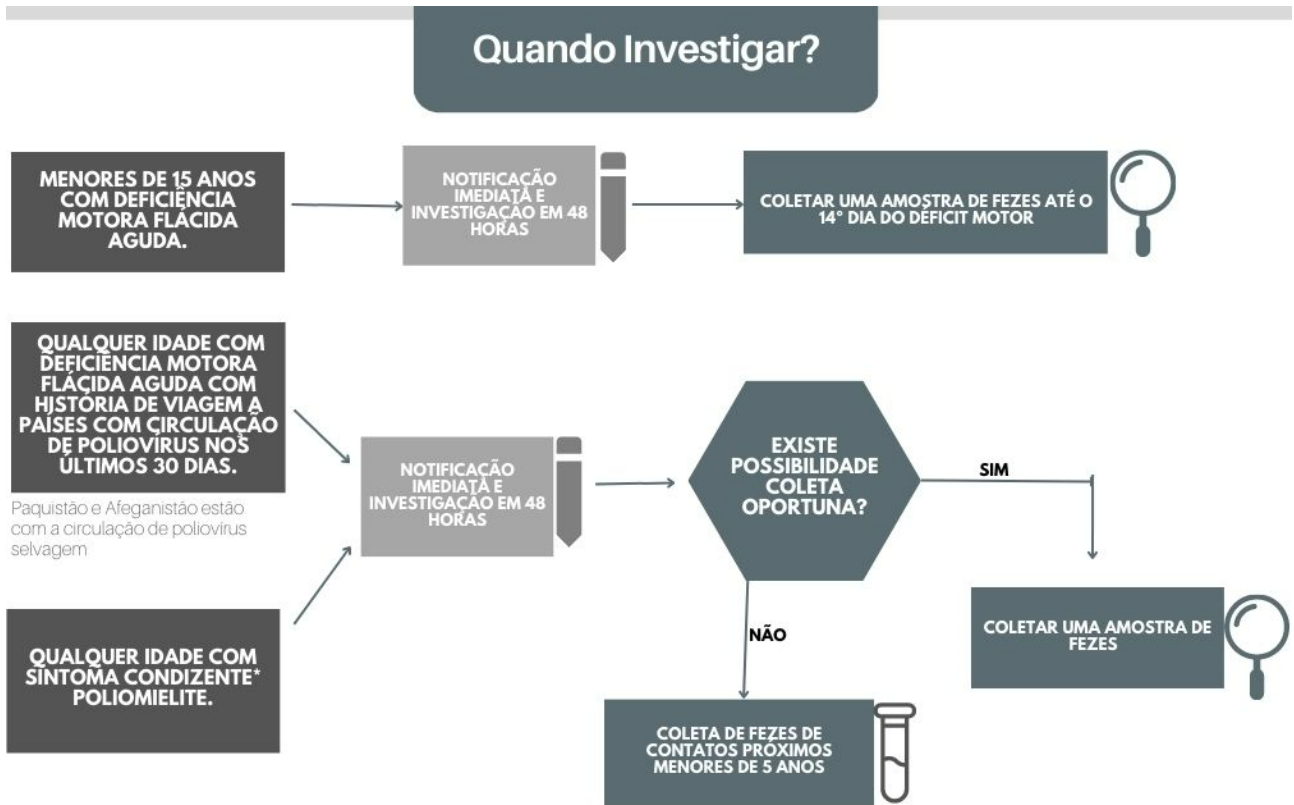 Quando Investigar?
MENORES DE 15 ANOS
COM DEFICIÊNCIA
MOTORA FLÁCIDA
AGUDA.
NOTIFICAÇÃO
IMEDIATA E
INVESTIGAÇÃO EM 48
HORAS
COLETAR UMA AMOSTRA DE FEZES ATÉ O
14º DIA DO DÉFICIT MOTOR
QUALQUER IDADE COM
DEFICIÊNCIA MOTORA
FLÁCIDA AGUDA COM
HISTÓRIA DE VIAGEM A
PAÍSES COM CIRCULAÇÃO
DE POLIOVÍRUS NOS
ÚLTIMOS 30 DIAS.
Paquistão e Afeganistão estão
com a circulação de poliovírus
selvagem
NOTIFICAÇÃO
IMEDIATA E
INVESTIGAÇÃO EM 48
HORAS
EXISTE
POSSIBILIDADE
COLETA
OPORTUNA?
SIM
COLETAR UMA AMOSTRA DE
FEZES
NÃO
QUALQUER IDADE COM
SINTOMA CONDIZENTE*
POLIOMIELITE.
COLETA DE FEZES DE
CONTATOS PRÓXIMOS
MENORES DE 5 ANOS